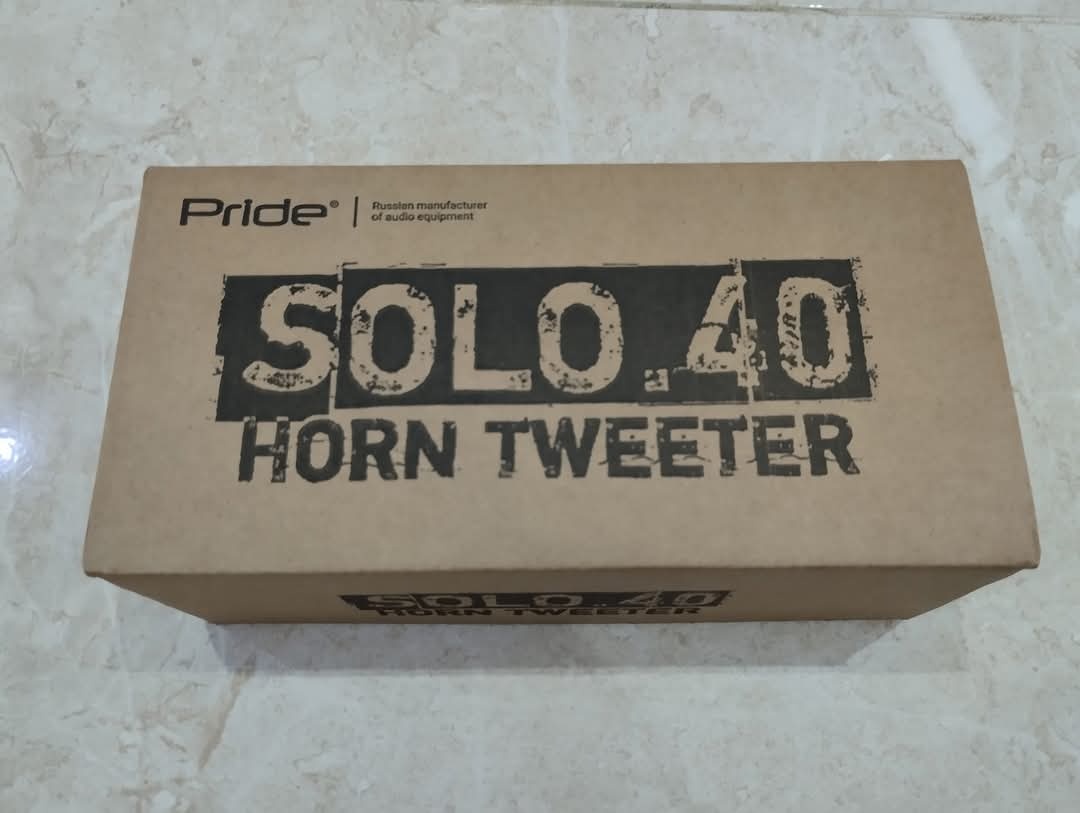 Pride® | Russian manufacturer
of audio equipment
SOLO.40
HORN TWEETER
SOLO.40
HORN TWEETER